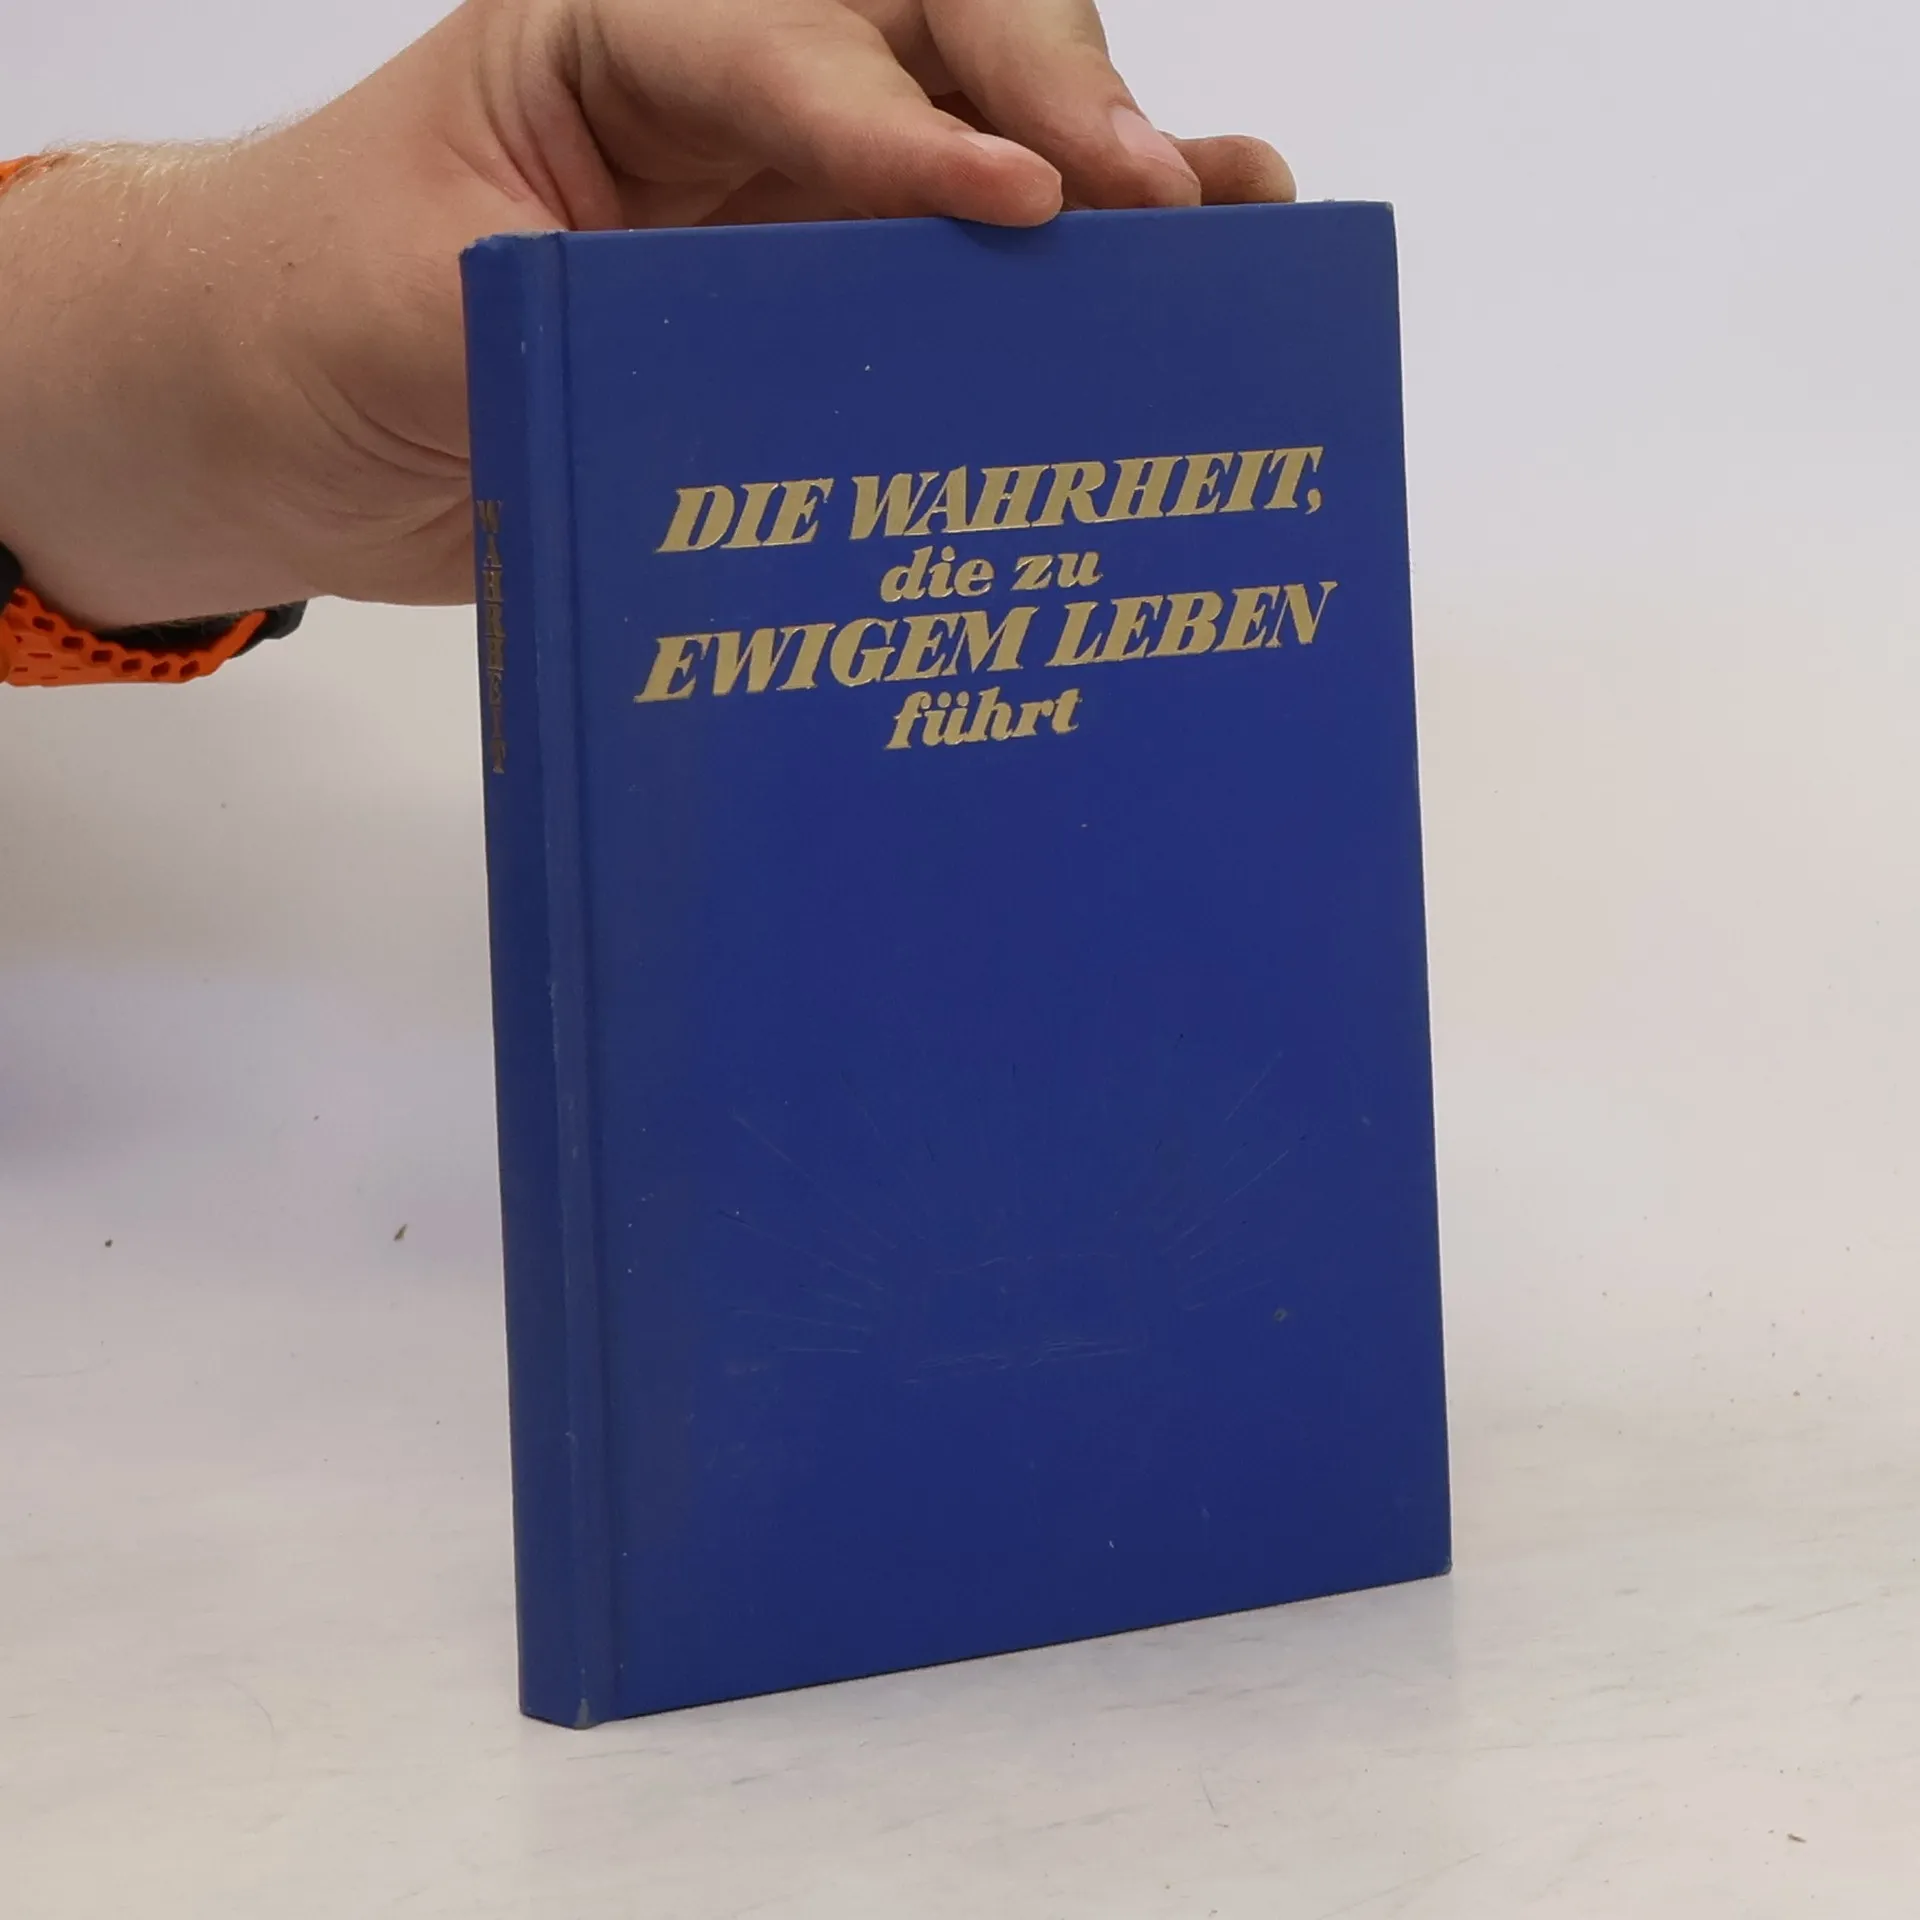 DIE WAHRHEIT,
die zu
EWIGEM LEBEN
führt
WAHRHEIT